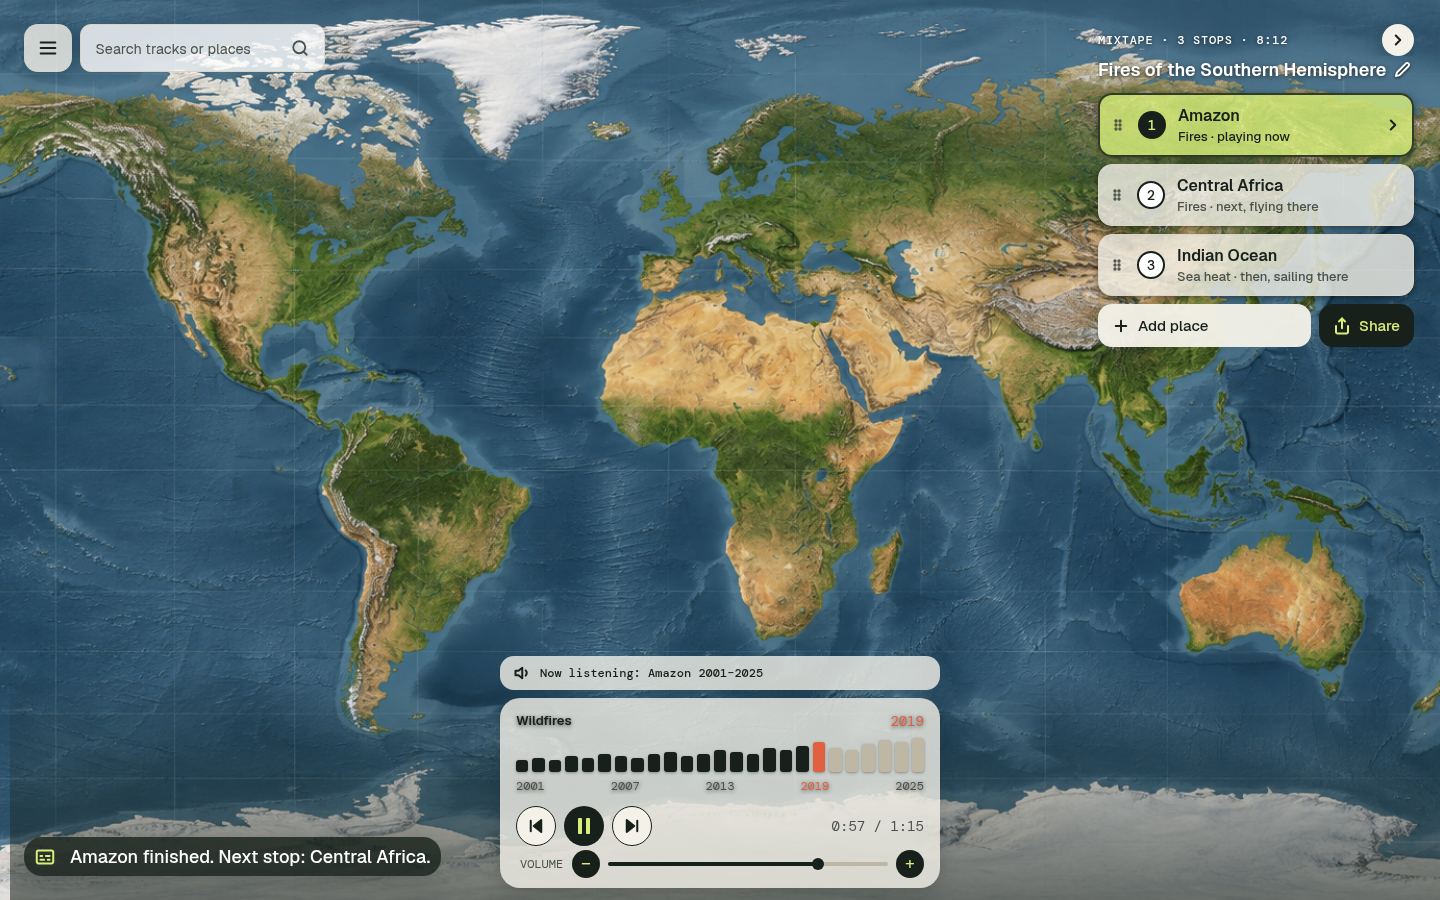 Search tracks or places
MIXTAPE · 3 STOPS · 8:12
Fires of the Southern Hemisphere
1
Amazon
Fires · playing now
2
Central Africa
Fires · next, flying there
3
Indian Ocean
Sea heat · then, sailing there
Add place
Share
Now listening: Amazon 2001–2025
Wildfires
2019
2001 2007 2013 2019 2025
0:57 / 1:15
VOLUME
Amazon finished. Next stop: Central Africa.